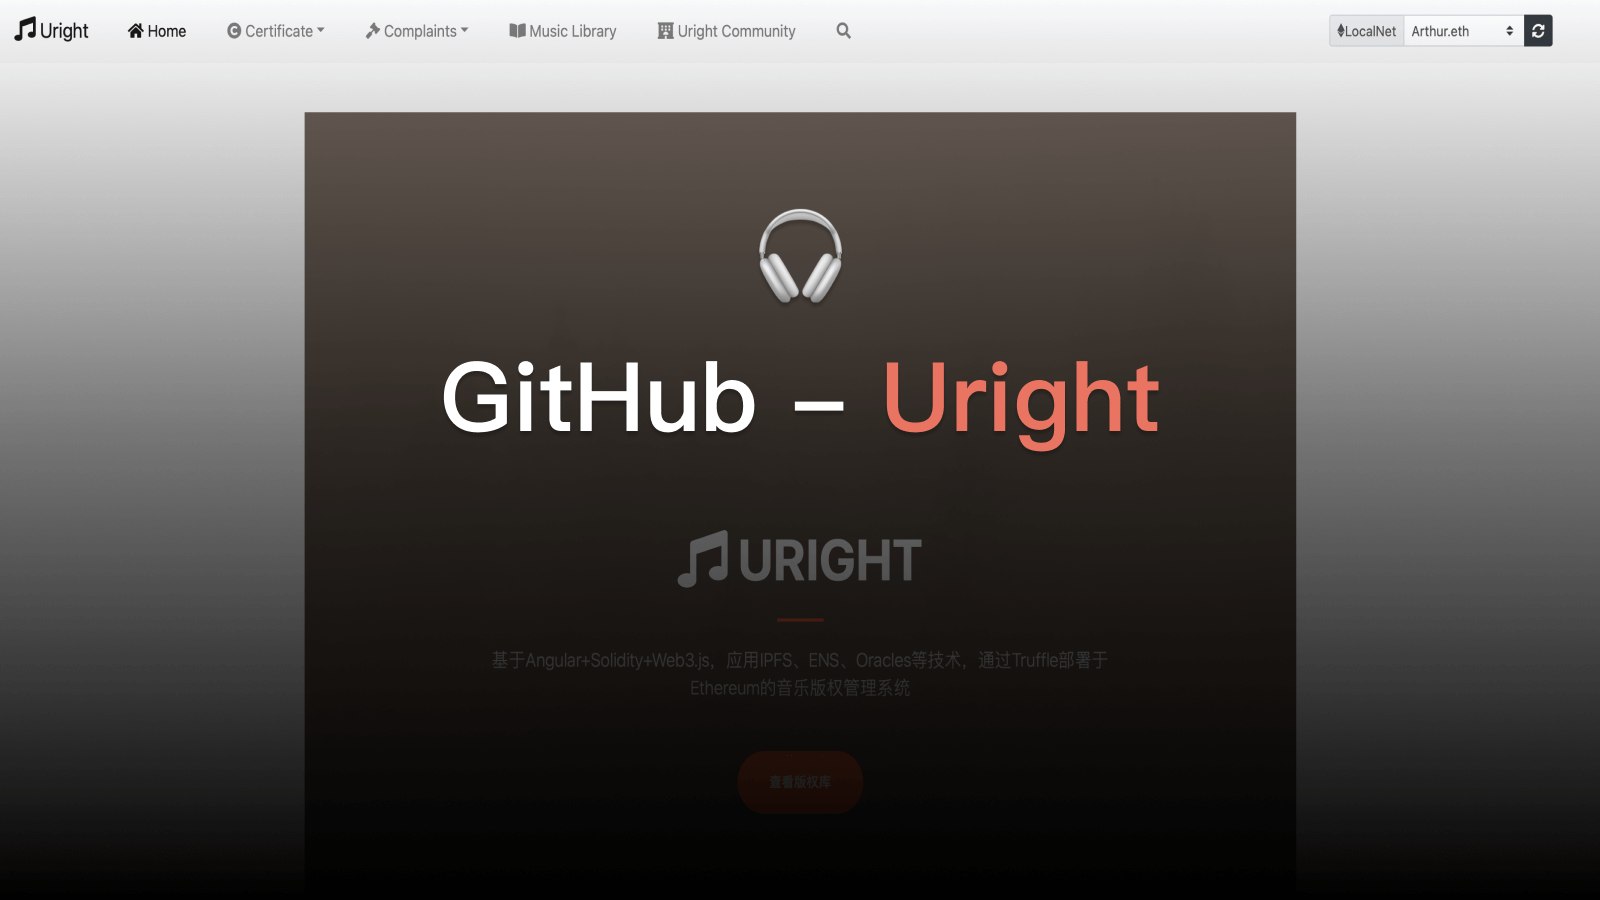 Uright Home Certificate Complaints Music Library Uright Community LocalNet Arthur.eth
GitHub – Uright
URIGHT
基于Angular+Solidity+Web3.js，应用IPFS、ENS、Oracles等技术，通过Truffle部署于
Ethereum的音乐版权管理系统
查看版权库